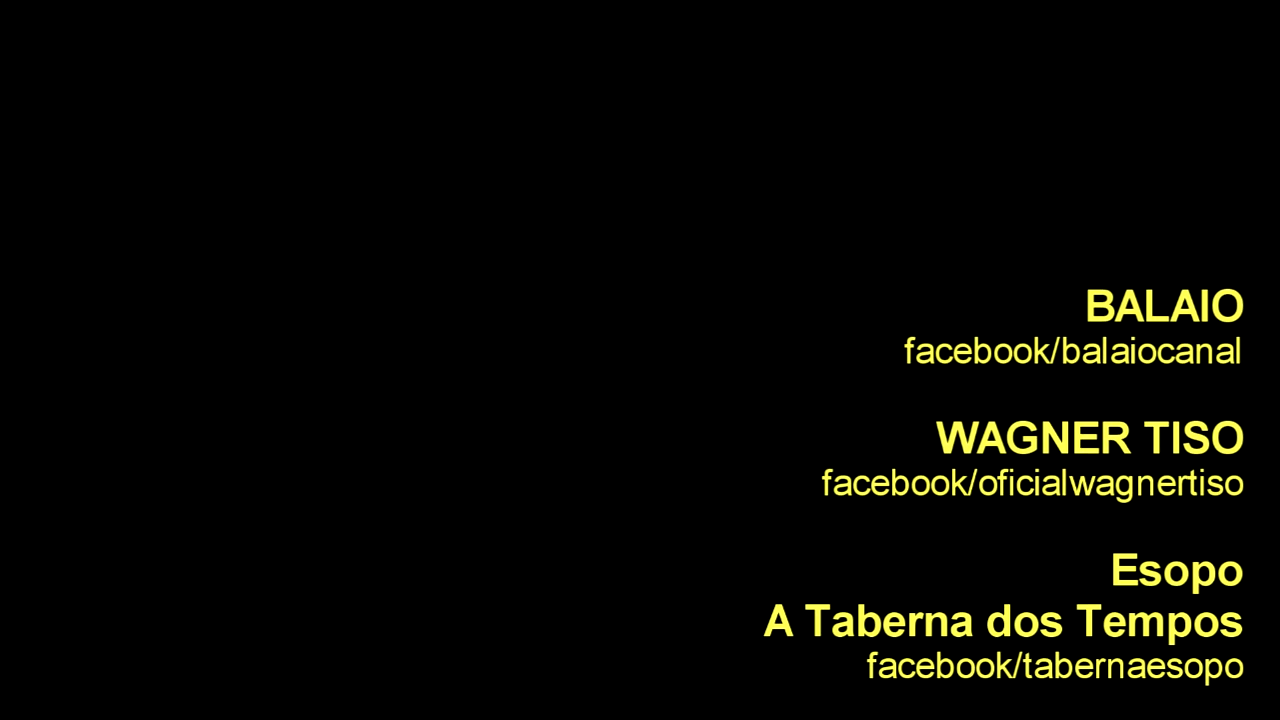 BALAIO
facebook/balaiocanal
WAGNER TISO
facebook/oficialwagnertiso
Esopo
A Taberna dos Tempos
facebook/tabernaesopo